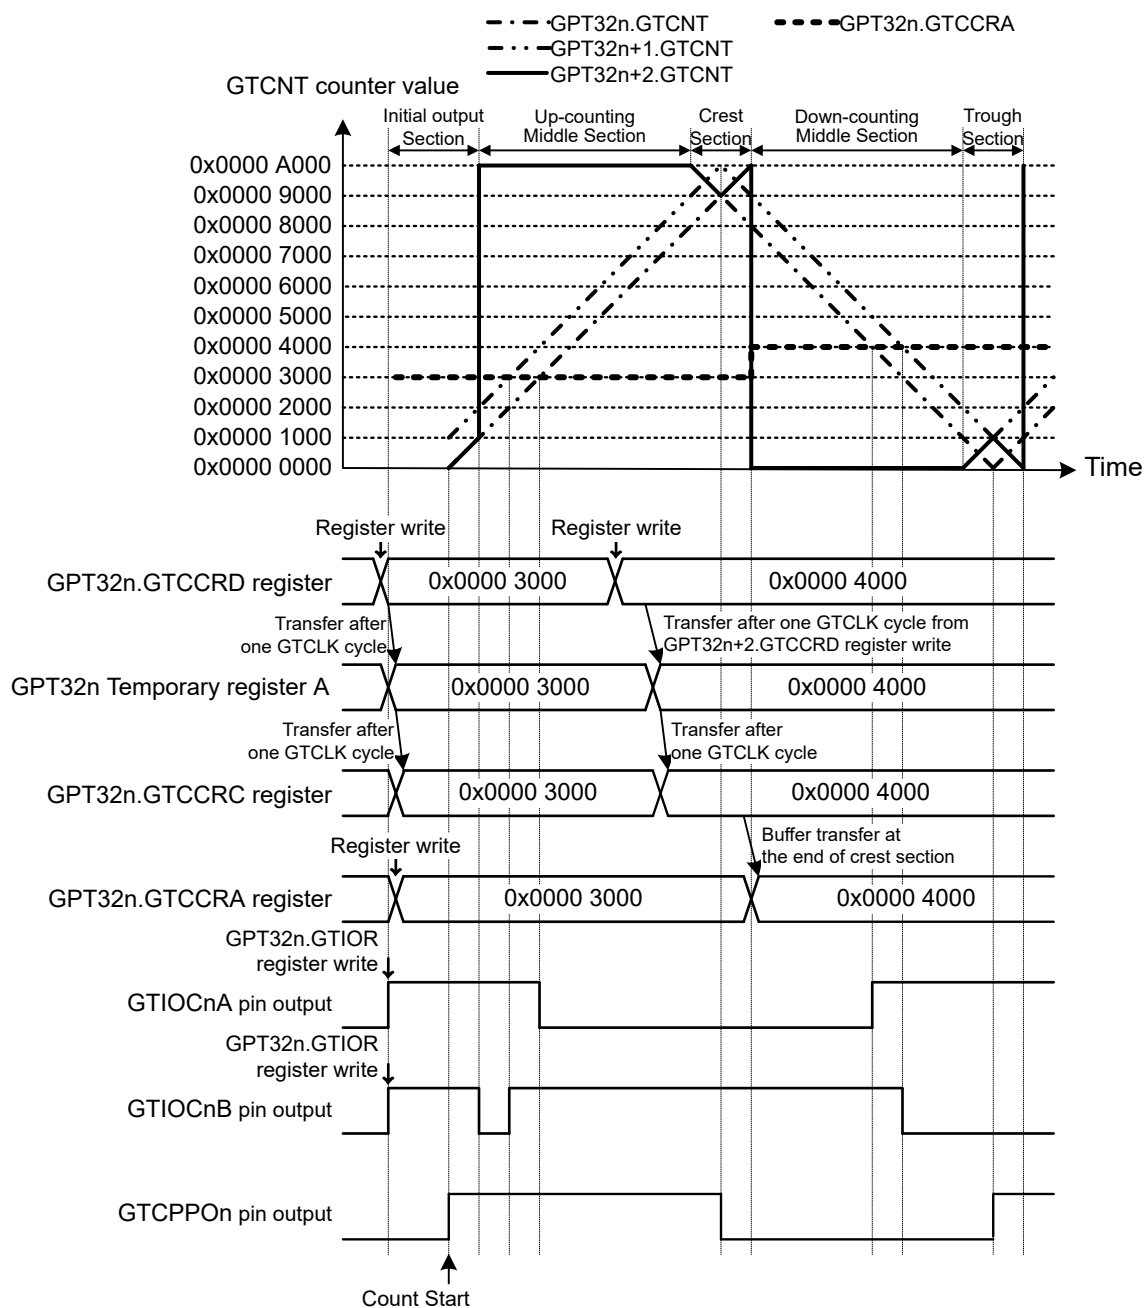 GPT32n.GTCNT
GPT32n.GTCCRA
GPT32n+1.GTCNT
GPT32n+2.GTCNT
GTCNT counter value
Initial output
Section
Up-counting
Middle Section
Crest
Section
Down-counting
Middle Section
Trough
Section
0x0000 A000
0x0000 9000
0x0000 8000
0x0000 7000
0x0000 6000
0x0000 5000
0x0000 4000
0x0000 3000
0x0000 2000
0x0000 1000
0x0000 0000
Time
Register write
Register write
GPT32n.GTCCRD register
0x0000 3000
0x0000 4000
Transfer after
one GTCLK cycle
Transfer after one GTCLK cycle from
GPT32n+2.GTCCRD register write
GPT32n Temporary register A
0x0000 3000
0x0000 4000
Transfer after
one GTCLK cycle
Transfer after
one GTCLK cycle
GPT32n.GTCCRC register
0x0000 3000
0x0000 4000
Buffer transfer at
the end of crest section
Register write
GPT32n.GTCCRA register
0x0000 3000
0x0000 4000
GPT32n.GTIOR
register write
GTIOCnA pin output
GPT32n.GTIOR
register write
GTIOCnB pin output
GTCPPOn pin output
Count Start